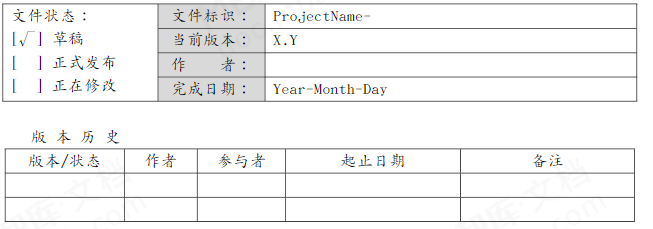 文件状态： 文件标识： ProjectName-
[√] 草稿 当前版本： X.Y
[ ] 正式发布 作 者：
[ ] 正在修改 完成日期： Year-Month-Day
版 本 历 史
版本/状态 作者 参与者 起止日期 备注